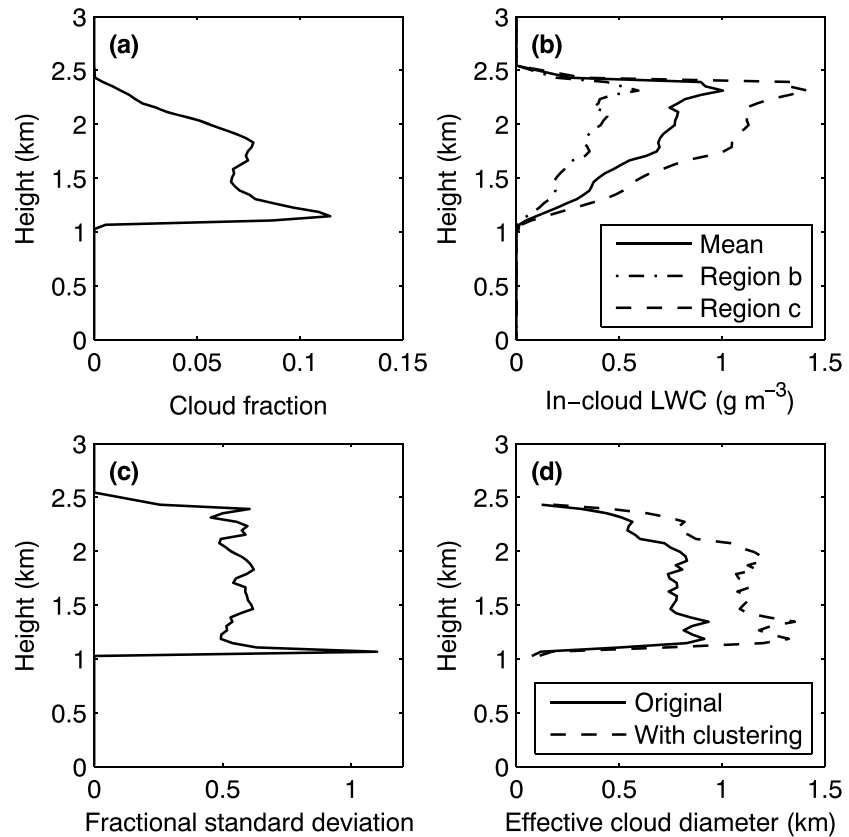 (a)
3
2.5
2
1.5
1
0.5
0
Height (km)
0 0.05 0.1 0.15
Cloud fraction
(b)
3
2.5
2
1.5
1
0.5
0
Height (km)
Mean
Region b
Region c
0 0.5 1 1.5
In−cloud LWC (g m⁻³)
(c)
3
2.5
2
1.5
1
0.5
0
Height (km)
0 0.5 1
Fractional standard deviation
(d)
3
2.5
2
1.5
1
0.5
0
Height (km)
Original
With clustering
0 0.5 1 1.5
Effective cloud diameter (km)